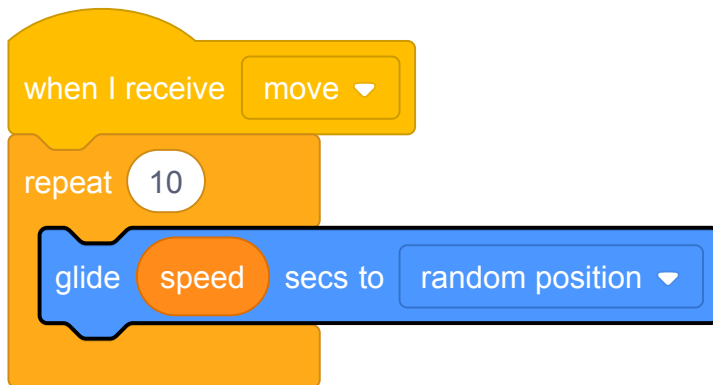 when I receive move
repeat 10
glide speed secs to random position